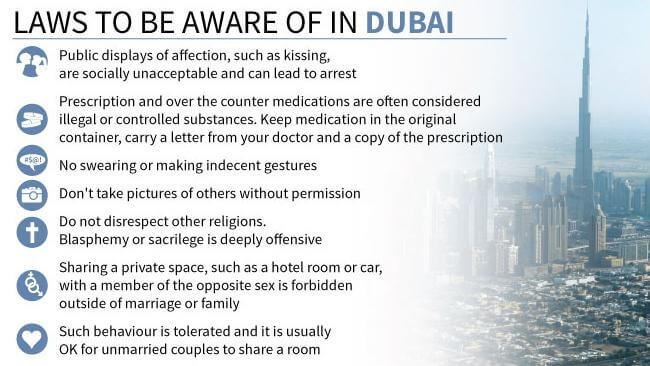 LAWS TO BE AWARE OF IN DUBAI
Public displays of affection, such as kissing,
are socially unacceptable and can lead to arrest
Prescription and over the counter medications are often considered
illegal or controlled substances. Keep medication in the original
container, carry a letter from your doctor and a copy of the prescription
#$@!
No swearing or making indecent gestures
Don't take pictures of others without permission
Do not disrespect other religions.
Blasphemy or sacrilege is deeply offensive
Sharing a private space, such as a hotel room or car,
with a member of the opposite sex is forbidden
outside of marriage or family
Such behaviour is tolerated and it is usually
OK for unmarried couples to share a room